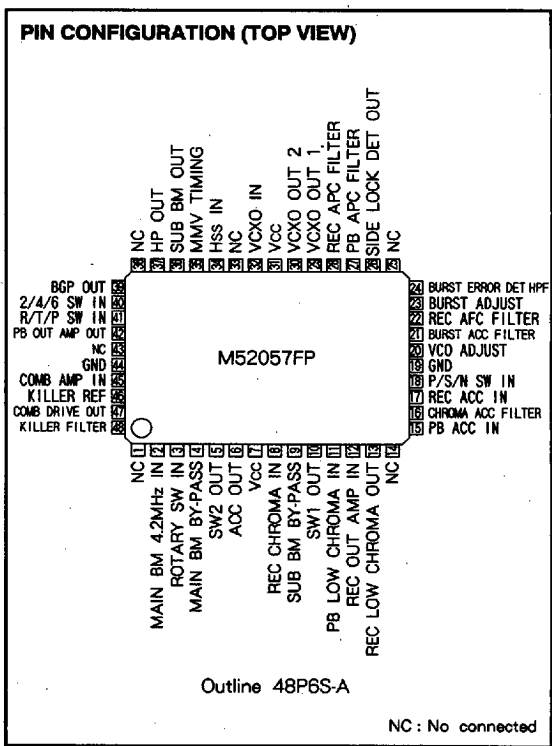 PIN CONFIGURATION (TOP VIEW)
38 NC
37 HP OUT
36 SUB BM OUT
35 MMV TIMING
34 HSS IN
33 NC
32 VCXO IN
31 Vcc
30 VCXO OUT 2
29 VCXO OUT 1
28 REC APC FILTER
27 PB APC FILTER
26 SIDE LOCK DET OUT
25 NC
BGP OUT 39
2/4/6 SW IN 40
R/T/P SW IN 41
PB OUT AMP OUT 42
NC 43
GND 44
COMB AMP IN 45
KILLER REF 46
COMB DRIVE OUT 47
KILLER FILTER 48
M52057FP
24 BURST ERROR DET HPF
23 BURST ADJUST
22 REC AFC FILTER
21 BURST ACC FILTER
20 VCO ADJUST
19 GND
18 P/S/N SW IN
17 REC ACC IN
16 CHROMA ACC FILTER
15 PB ACC IN
NC 1
MAIN BM 4.2MHz IN 2
ROTARY SW IN 3
MAIN BM BY-PASS 4
SW2 OUT 5
ACC OUT 6
Vcc 7
REC CHROMA IN 8
SUB BM BY-PASS 9
SW1 OUT 10
PB LOW CHROMA IN 11
REC OUT AMP IN 12
REC LOW CHROMA OUT 13
NC 14
Outline 48P6S-A
NC : No connected